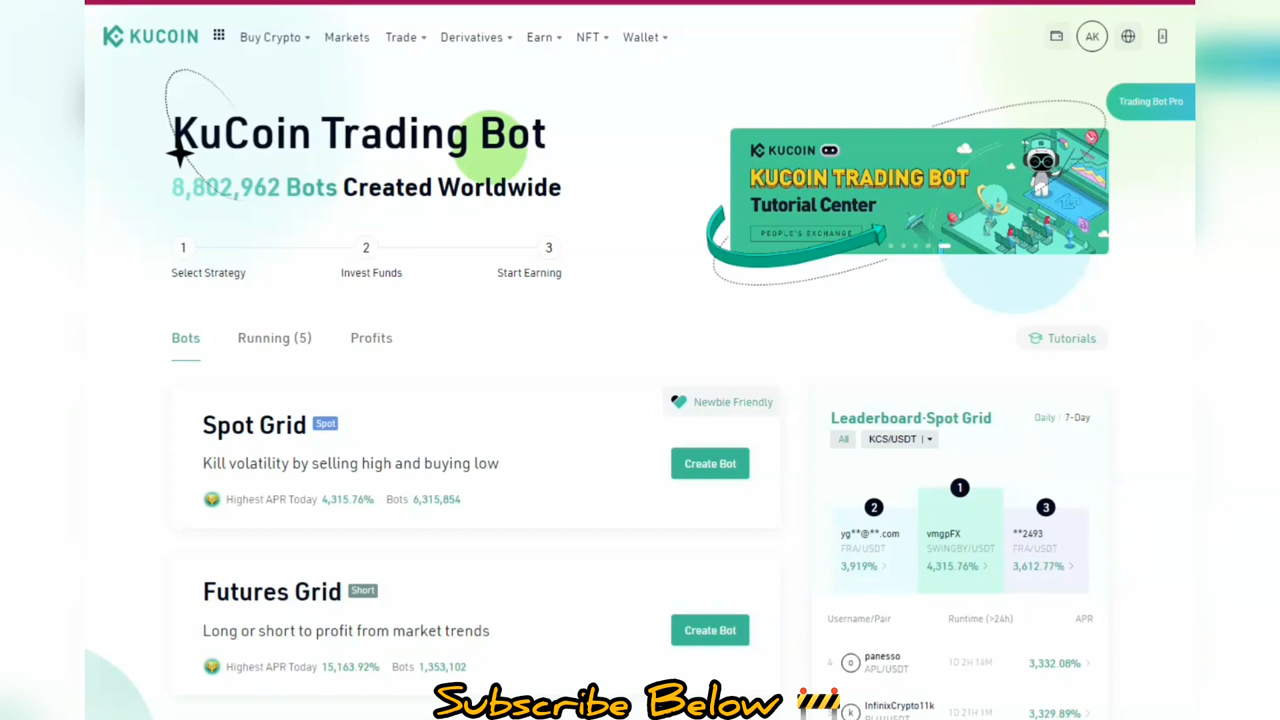 KUCOIN
Buy Crypto
Markets
Trade
Derivatives
Earn
NFT
Wallet
AK
Trading Bot Pro
KuCoin Trading Bot
8,802,962 Bots Created Worldwide
1
2
3
Select Strategy
Invest Funds
Start Earning
KUCOIN
KUCOIN TRADING BOT
Tutorial Center
PEOPLE'S EXCHANGE
Bots
Running (5)
Profits
Tutorials
Newbie Friendly
Spot Grid Spot
Kill volatility by selling high and buying low
Highest APR Today 4,315.76% Bots 6,315,854
Create Bot
Futures Grid Short
Long or short to profit from market trends
Highest APR Today 15,163.92% Bots 1,353,102
Create Bot
Leaderboard·Spot Grid
Daily / 7-Day
All
KCS/USDT
2
yg**@**.com
FRA/USDT
3,919%
1
vmgpFX
SWINGBY/USDT
4,315.76%
3
**2493
FRA/USDT
3,612.77%
Username/Pair
Runtime (>24h)
APR
4
panesso
APL/USDT
1D 2H 14M
3,332.08%
k
InfinixCrypto11k
1D 21H 1M
3,329.89%
Subscribe Below